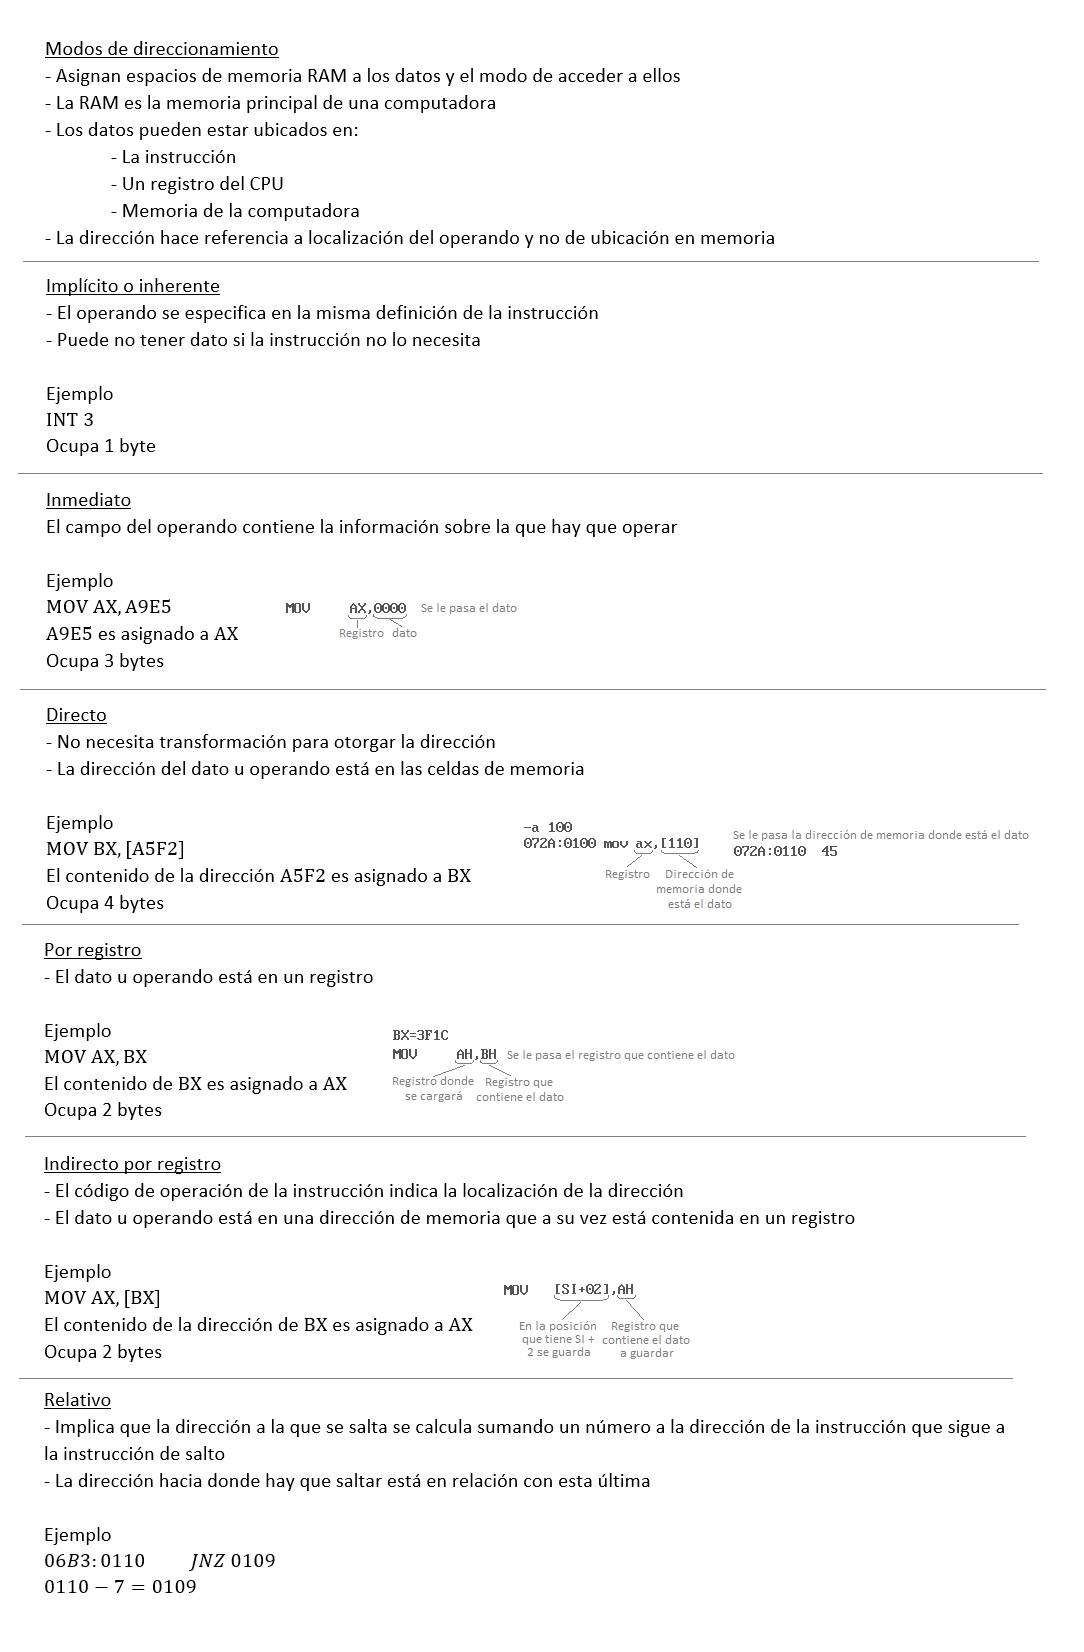 Modos de direccionamiento
- Asignan espacios de memoria RAM a los datos y el modo de acceder a ellos
- La RAM es la memoria principal de una computadora
- Los datos pueden estar ubicados en:
- La instrucción
- Un registro del CPU
- Memoria de la computadora
- La dirección hace referencia a localización del operando y no de ubicación en memoria
Implícito o inherente
- El operando se especifica en la misma definición de la instrucción
- Puede no tener dato si la instrucción no lo necesita
Ejemplo
INT 3
Ocupa 1 byte
Inmediato
El campo del operando contiene la información sobre la que hay que operar
Ejemplo
MOV AX, A9E5
A9E5 es asignado a AX
Ocupa 3 bytes
MOV AX,0000 Se le pasa el dato
Registro dato
Directo
- No necesita transformación para otorgar la dirección
- La dirección del dato u operando está en las celdas de memoria
Ejemplo
MOV BX, [A5F2]
El contenido de la dirección A5F2 es asignado a BX
Ocupa 4 bytes
-a 100
072A:0100 mov ax,[110]
Registro
Dirección de
memoria donde
está el dato
Se le pasa la dirección de memoria donde está el dato
072A:0110 45
Por registro
- El dato u operando está en un registro
Ejemplo
MOV AX, BX
El contenido de BX es asignado a AX
Ocupa 2 bytes
BX=3F1C
MOV AH,BH Se le pasa el registro que contiene el dato
Registro donde
se cargará
Registro que
contiene el dato
Indirecto por registro
- El código de operación de la instrucción indica la localización de la dirección
- El dato u operando está en una dirección de memoria que a su vez está contenida en un registro
Ejemplo
MOV AX, [BX]
El contenido de la dirección de BX es asignado a AX
Ocupa 2 bytes
MOV [SI+02],AH
En la posición
que tiene SI +
2 se guarda
Registro que
contiene el dato
a guardar
Relativo
- Implica que la dirección a la que se salta se calcula sumando un número a la dirección de la instrucción que sigue a
la instrucción de salto
- La dirección hacia donde hay que saltar está en relación con esta última
Ejemplo
06B3: 0110 JNZ 0109
0110 − 7 = 0109